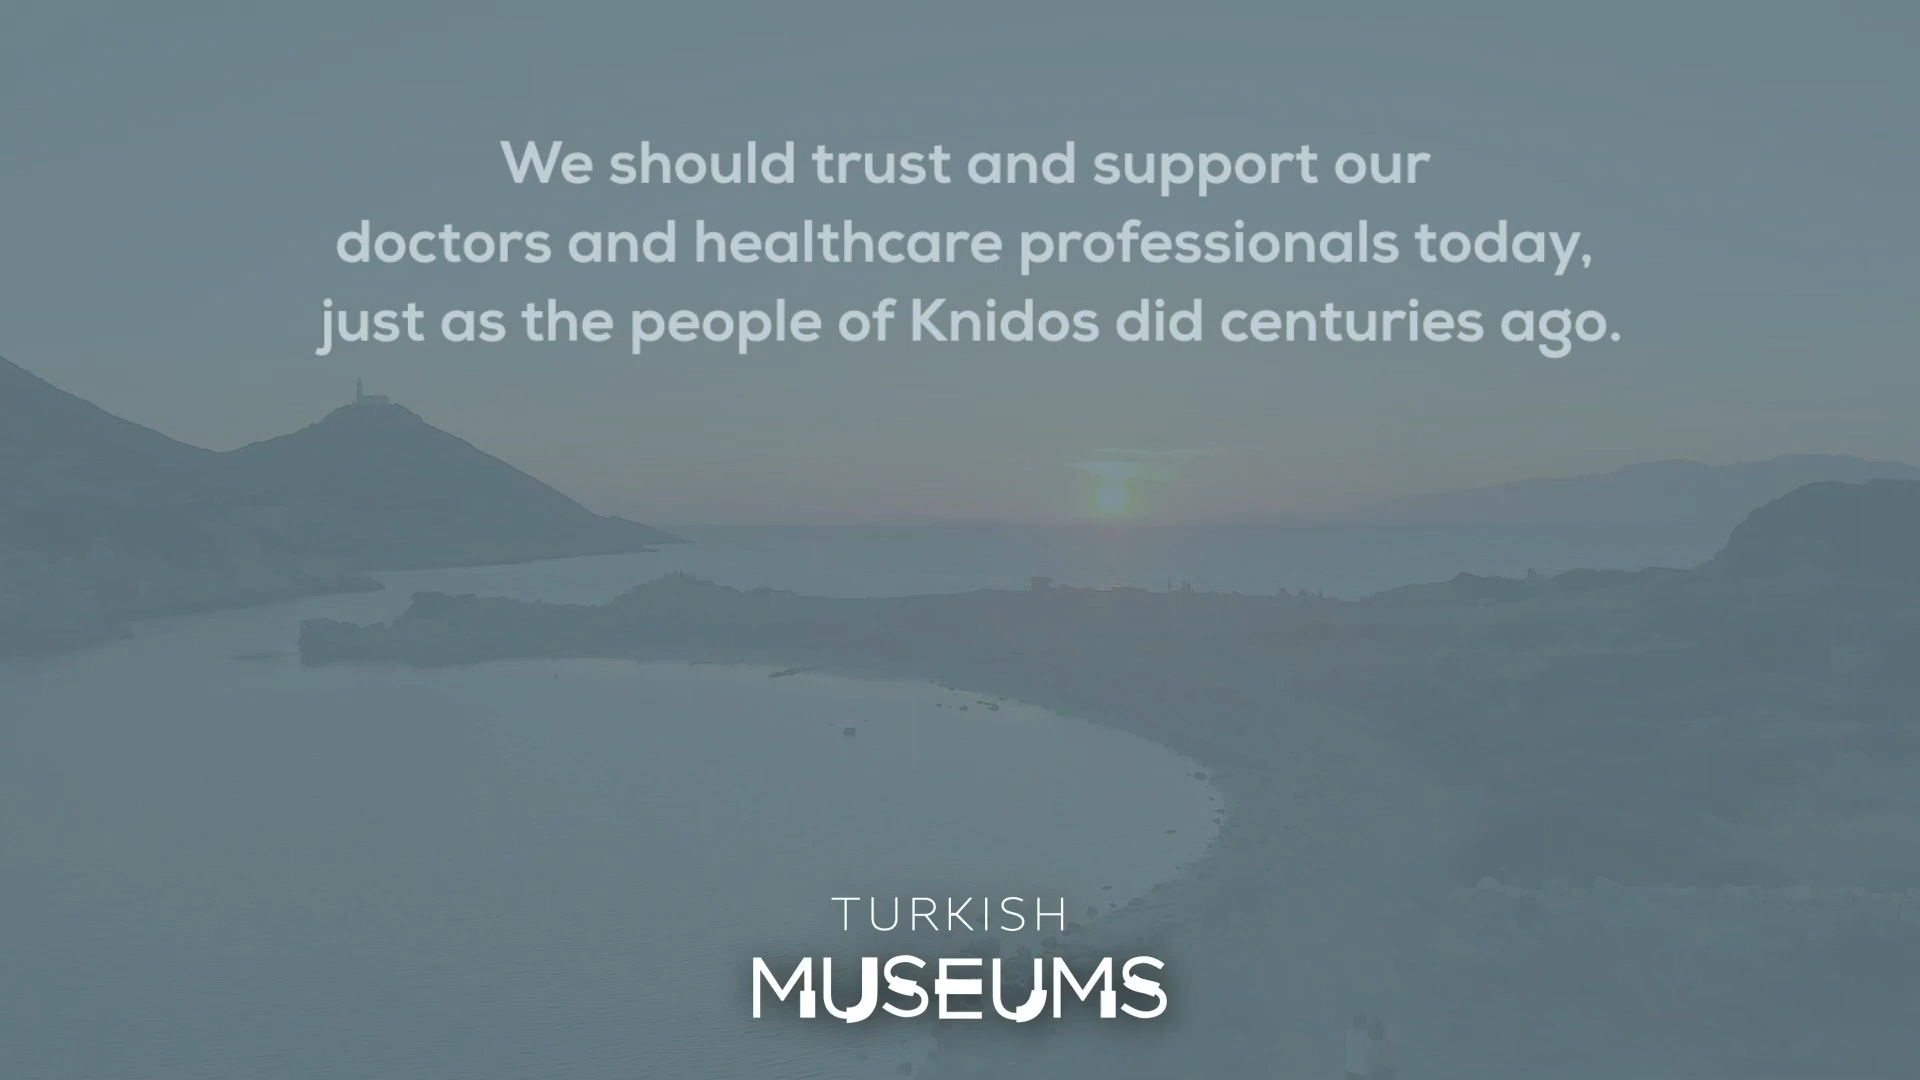 We should trust and support our
doctors and healthcare professionals today,
just as the people of Knidos did centuries ago.
TURKISH
MUSEUMS